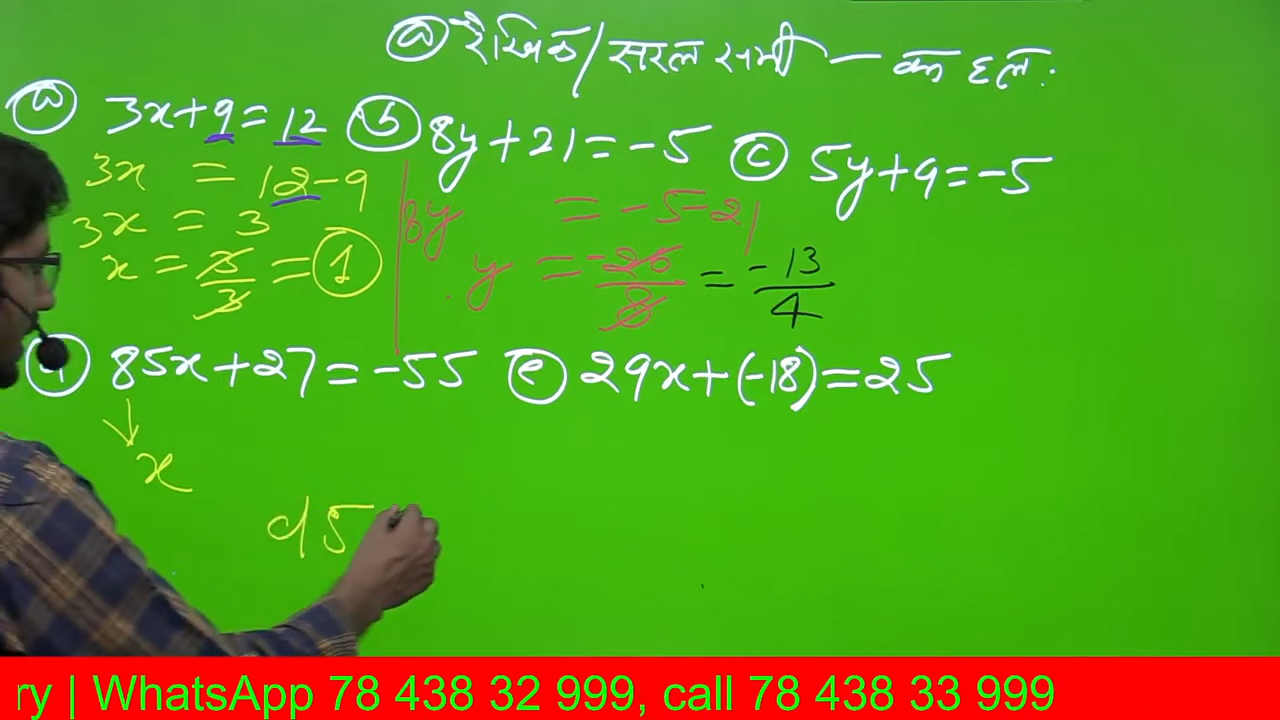 (a) रैखिक/सरल समी — का हल:
(a) 3x+9=12 (b) 8y+21=-5 (c) 5y+9=-5
3x = 12-9
3x = 3
x = 3/3 = 1
8y = -5-21
y = -26/8 = -13/4
85x+27=-55 (e) 29x+(-18)=25
x
ry | WhatsApp 78 438 32 999, call 78 438 33 999